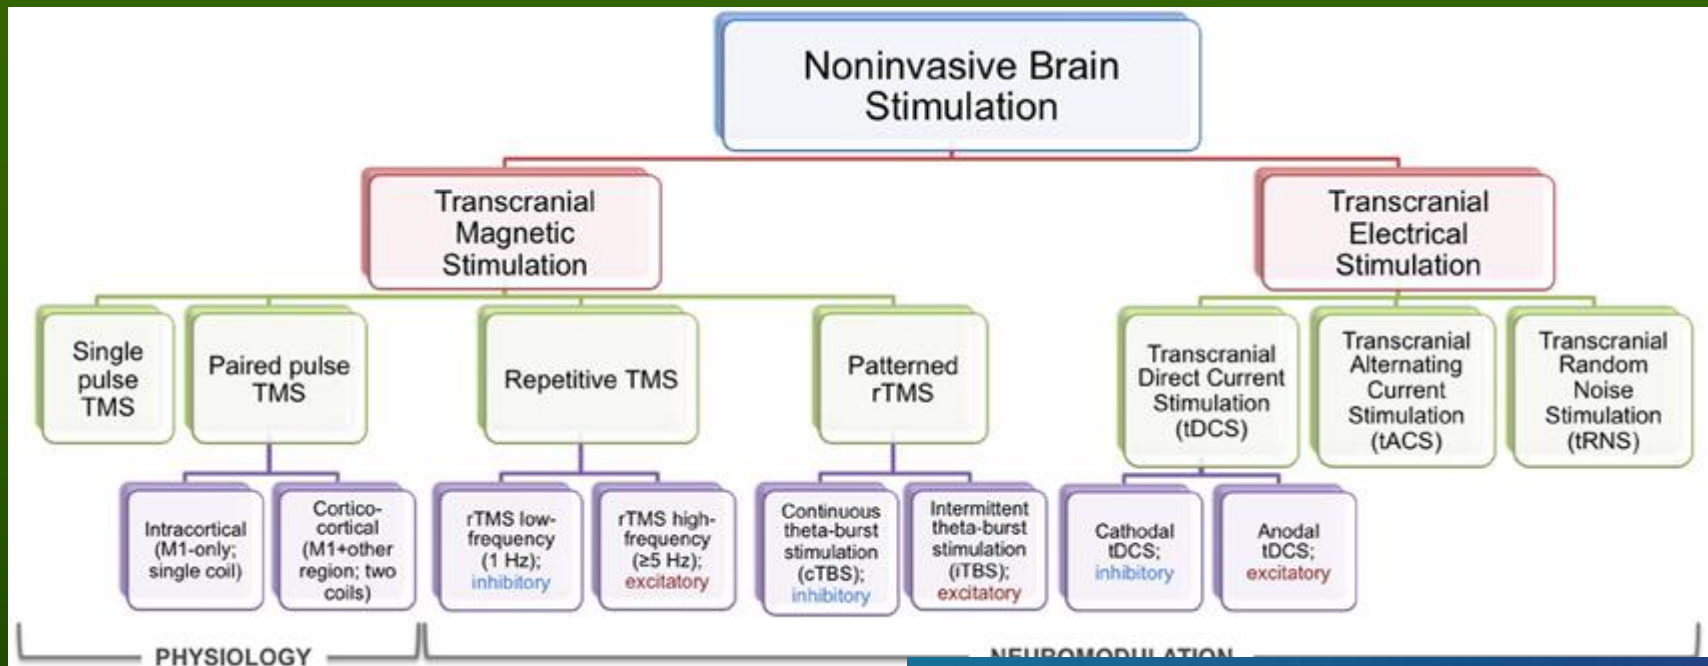 Noninvasive Brain
Stimulation
Transcranial
Magnetic
Stimulation
Transcranial
Electrical
Stimulation
Single
pulse
TMS
Paired pulse
TMS
Repetitive TMS
Patterned
rTMS
Transcranial
Direct Current
Stimulation
(tDCS)
Transcranial
Alternating
Current
Stimulation
(tACS)
Transcranial
Random
Noise
Stimulation
(tRNS)
Intracortical
(M1-only;
single coil)
Cortico-
cortical
(M1+other
region; two
coils)
rTMS low-
frequency
(1 Hz);
inhibitory
rTMS high-
frequency
(≥5 Hz);
excitatory
Continuous
theta-burst
stimulation
(cTBS);
inhibitory
Intermittent
theta-burst
stimulation
(iTBS);
excitatory
Cathodal
tDCS;
inhibitory
Anodal
tDCS;
excitatory
PHYSIOLOGY
NEUROMODULATION